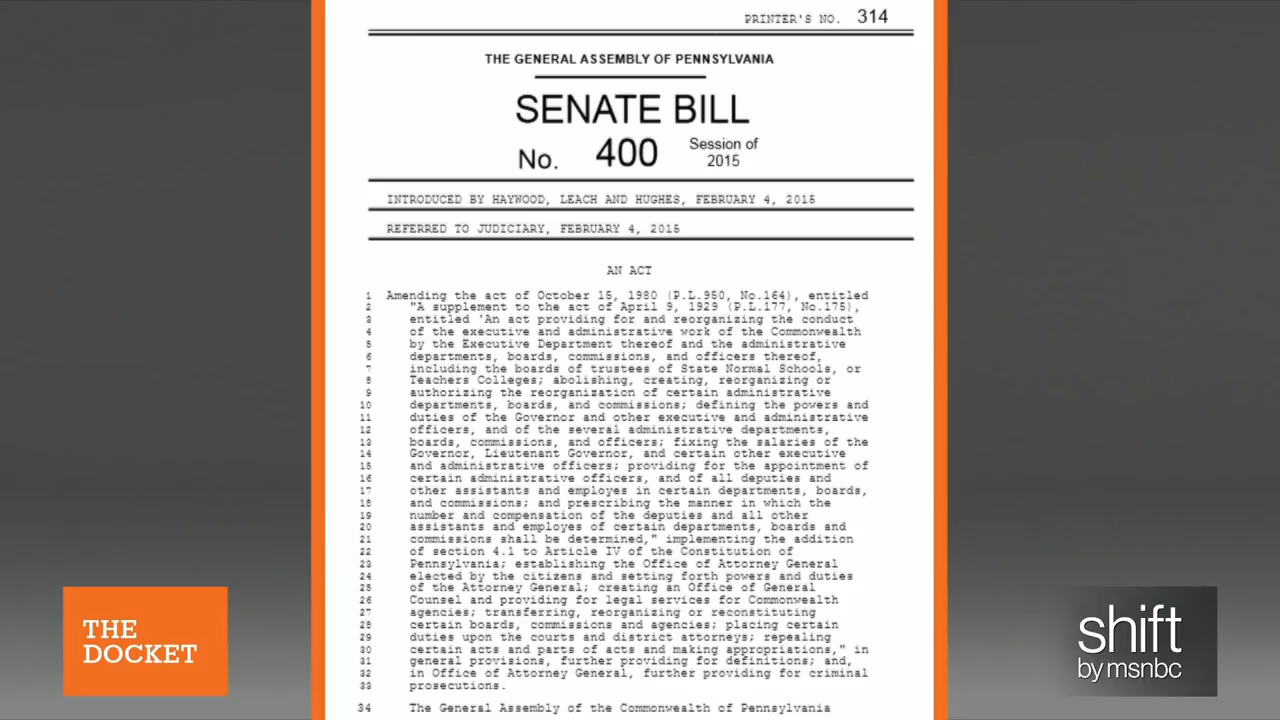 PRINTER'S NO. 314
THE GENERAL ASSEMBLY OF PENNSYLVANIA
SENATE BILL
No. 400 Session of 2015
INTRODUCED BY HAYWOOD, LEACH AND HUGHES, FEBRUARY 4, 2015
REFERRED TO JUDICIARY, FEBRUARY 4, 2015
AN ACT
1 Amending the act of October 15, 1980 (P.L.950, No.164), entitled
2 "A supplement to the act of April 9, 1929 (P.L.177, No.175),
3 entitled 'An act providing for and reorganizing the conduct
4 of the executive and administrative work of the Commonwealth
5 by the Executive Department thereof and the administrative
6 departments, boards, commissions, and officers thereof,
7 including the boards of trustees of State Normal Schools, or
8 Teachers Colleges; abolishing, creating, reorganizing or
9 authorizing the reorganization of certain administrative
10 departments, boards, and commissions; defining the powers and
11 duties of the Governor and other executive and administrative
12 officers, and of the several administrative departments,
13 boards, commissions, and officers; fixing the salaries of the
14 Governor, Lieutenant Governor, and certain other executive
15 and administrative officers; providing for the appointment of
16 certain administrative officers, and of all deputies and
17 other assistants and employes in certain departments, boards,
18 and commissions; and prescribing the manner in which the
19 number and compensation of the deputies and all other
20 assistants and employes of certain departments, boards and
21 commissions shall be determined,'' implementing the addition
22 of section 4.1 to Article IV of the Constitution of
23 Pennsylvania; establishing the Office of Attorney General
24 elected by the citizens and setting forth powers and duties
25 of the Attorney General; creating an Office of General
26 Counsel and providing for legal services for Commonwealth
27 agencies; transferring, reorganizing or reconstituting
28 certain boards, commissions and agencies; placing certain
29 duties upon the courts and district attorneys; repealing
30 certain acts and parts of acts and making appropriations," in
31 general provisions, further providing for definitions; and,
32 in Office of Attorney General, further providing for criminal
33 prosecutions.
34 The General Assembly of the Commonwealth of Pennsylvania
THE
DOCKET
shift
by msnbc